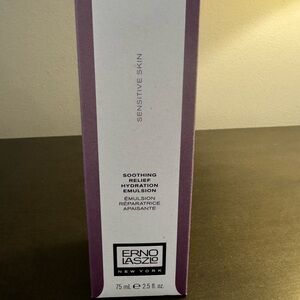 SENSITIVE SKIN
SOOTHING
RELIEF
HYDRATION
EMULSION
ÉMULSION
RÉPARATRICE
APAISANTE
ERNO
LASZLO
NEW YORK
75 mL ℮ 2.5 fl. oz.